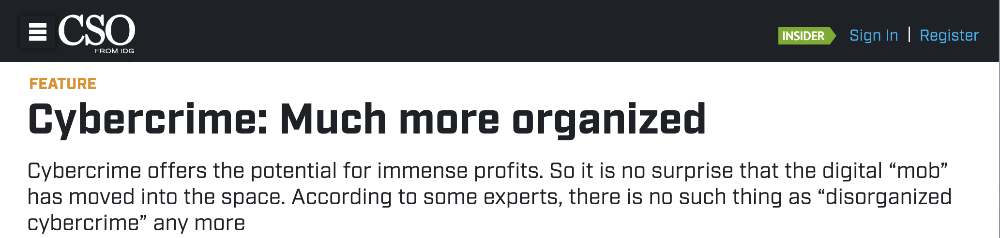 CSO
FROM IDG
INSIDER Sign In | Register
FEATURE
Cybercrime: Much more organized
Cybercrime offers the potential for immense profits. So it is no surprise that the digital “mob”
has moved into the space. According to some experts, there is no such thing as “disorganized
cybercrime” any more